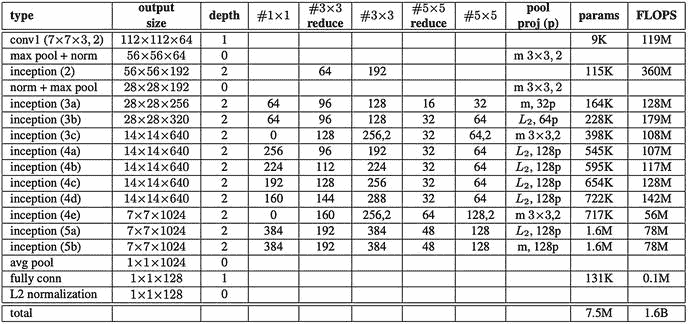 type output size depth #1×1 #3×3 reduce #3×3 #5×5 reduce #5×5 pool proj (p) params FLOPS
conv1 (7×7×3, 2) 112×112×64 1 9K 119M
max pool + norm 56×56×64 0 m 3×3, 2
inception (2) 56×56×192 2 64 192 115K 360M
norm + max pool 28×28×192 0 m 3×3, 2
inception (3a) 28×28×256 2 64 96 128 16 32 m, 32p 164K 128M
inception (3b) 28×28×320 2 64 96 128 32 64 L2, 64p 228K 179M
inception (3c) 14×14×640 2 0 128 256,2 32 64,2 m 3×3,2 398K 108M
inception (4a) 14×14×640 2 256 96 192 32 64 L2, 128p 545K 107M
inception (4b) 14×14×640 2 224 112 224 32 64 L2, 128p 595K 117M
inception (4c) 14×14×640 2 192 128 256 32 64 L2, 128p 654K 128M
inception (4d) 14×14×640 2 160 144 288 32 64 L2, 128p 722K 142M
inception (4e) 7×7×1024 2 0 160 256,2 64 128,2 m 3×3,2 717K 56M
inception (5a) 7×7×1024 2 384 192 384 48 128 L2, 128p 1.6M 78M
inception (5b) 7×7×1024 2 384 192 384 48 128 m, 128p 1.6M 78M
avg pool 1×1×1024 0
fully conn 1×1×128 1 131K 0.1M
L2 normalization 1×1×128 0
total 7.5M 1.6B